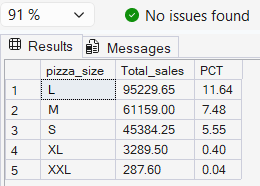 91 % No issues found
Results Messages
pizza_size Total_sales PCT
1 L 95229.65 11.64
2 M 61159.00 7.48
3 S 45384.25 5.55
4 XL 3289.50 0.40
5 XXL 287.60 0.04